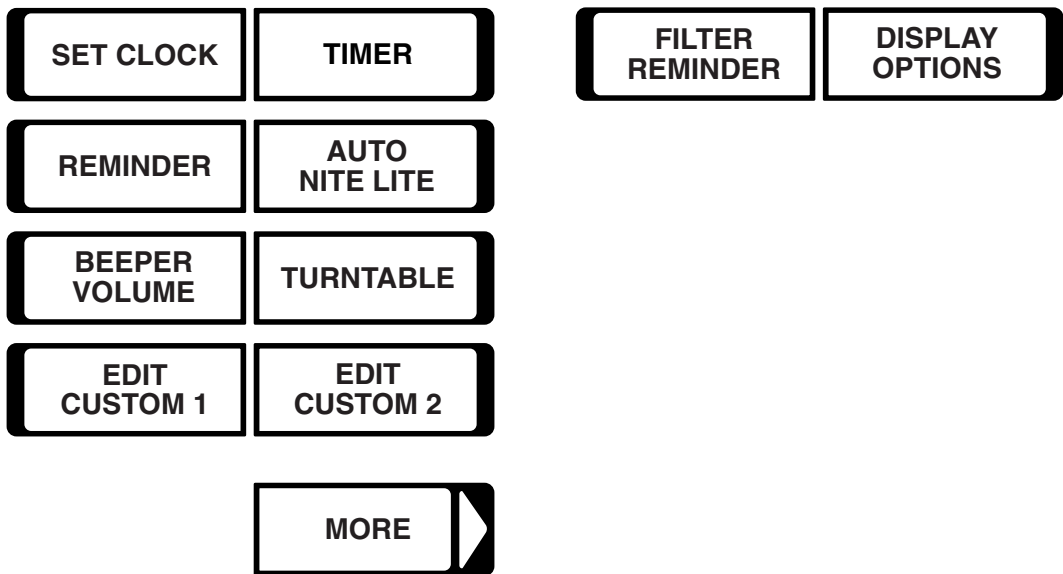 SET CLOCK
TIMER
REMINDER
AUTO
NITE LITE
BEEPER
VOLUME
TURNTABLE
EDIT
CUSTOM 1
EDIT
CUSTOM 2
MORE
FILTER
REMINDER
DISPLAY
OPTIONS